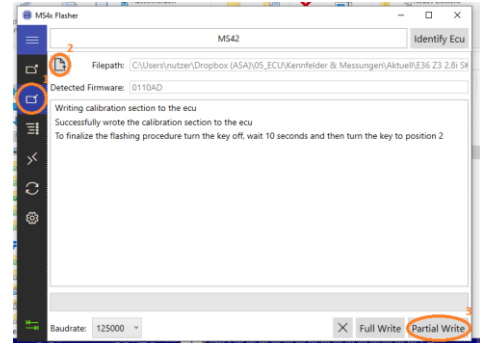 MS4x Flasher
MS42
Identify Ecu
2
Filepath: C:\Users\nutzer\Dropbox (ASA)\05_ECU\Kennfelder & Messungen\Aktuell\E36 Z3 2.8i
1
Detected Firmware: 0110AD
Writing calibration section to the ecu
Successfully wrote the calibration section to the ecu
To finalize the flashing procedure turn the key off, wait 10 seconds and then turn the key to position 2
3
Baudrate: 125000
Full Write
Partial Write